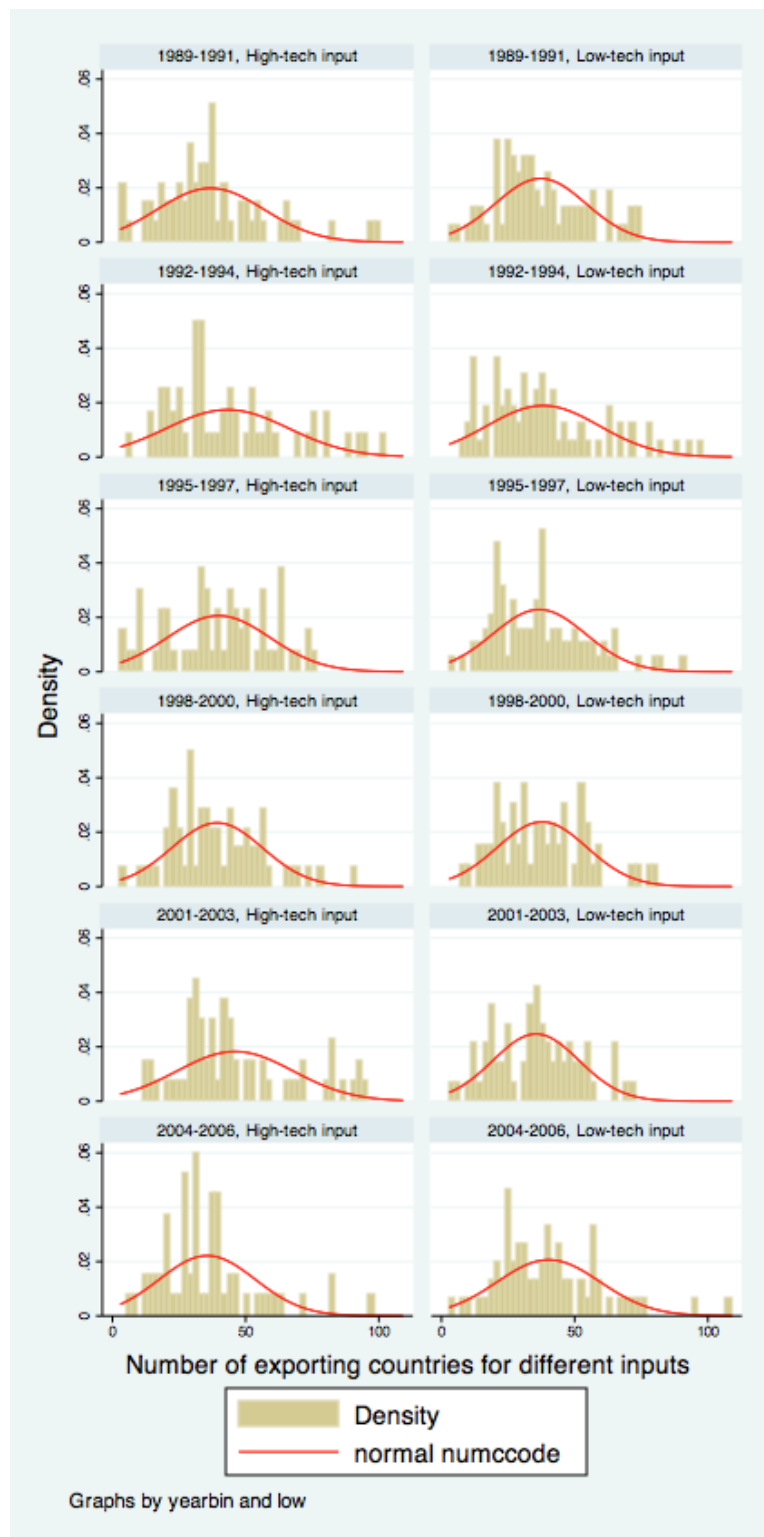 1989-1991, High-tech input
1989-1991, Low-tech input
.06
.04
.02
0
1992-1994, High-tech input
1992-1994, Low-tech input
.06
.04
.02
0
1995-1997, High-tech input
1995-1997, Low-tech input
.06
.04
.02
0
1998-2000, High-tech input
1998-2000, Low-tech input
.06
.04
.02
0
2001-2003, High-tech input
2001-2003, Low-tech input
.06
.04
.02
0
2004-2006, High-tech input
2004-2006, Low-tech input
.06
.04
.02
0
Density
0 50 100
0 50 100
Number of exporting countries for different inputs
Density
normal numccode
Graphs by yearbin and low